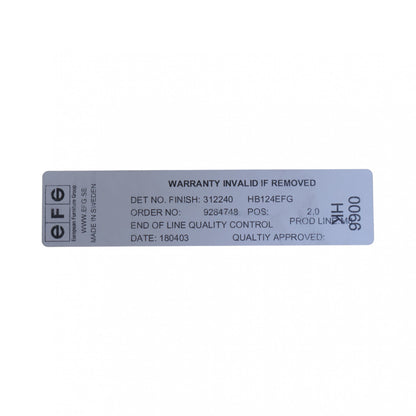 EFG
European Furniture Group
WWW.EFG.SE
MADE IN SWEDEN
WARRANTY INVALID IF REMOVED
DET NO. FINISH: 312240 HB124EFG
ORDER NO: 9284748 POS: 2.0
END OF LINE QUALITY CONTROL PROD LINE
DATE: 180403 QUALTIY APPROVED:
HK
0066